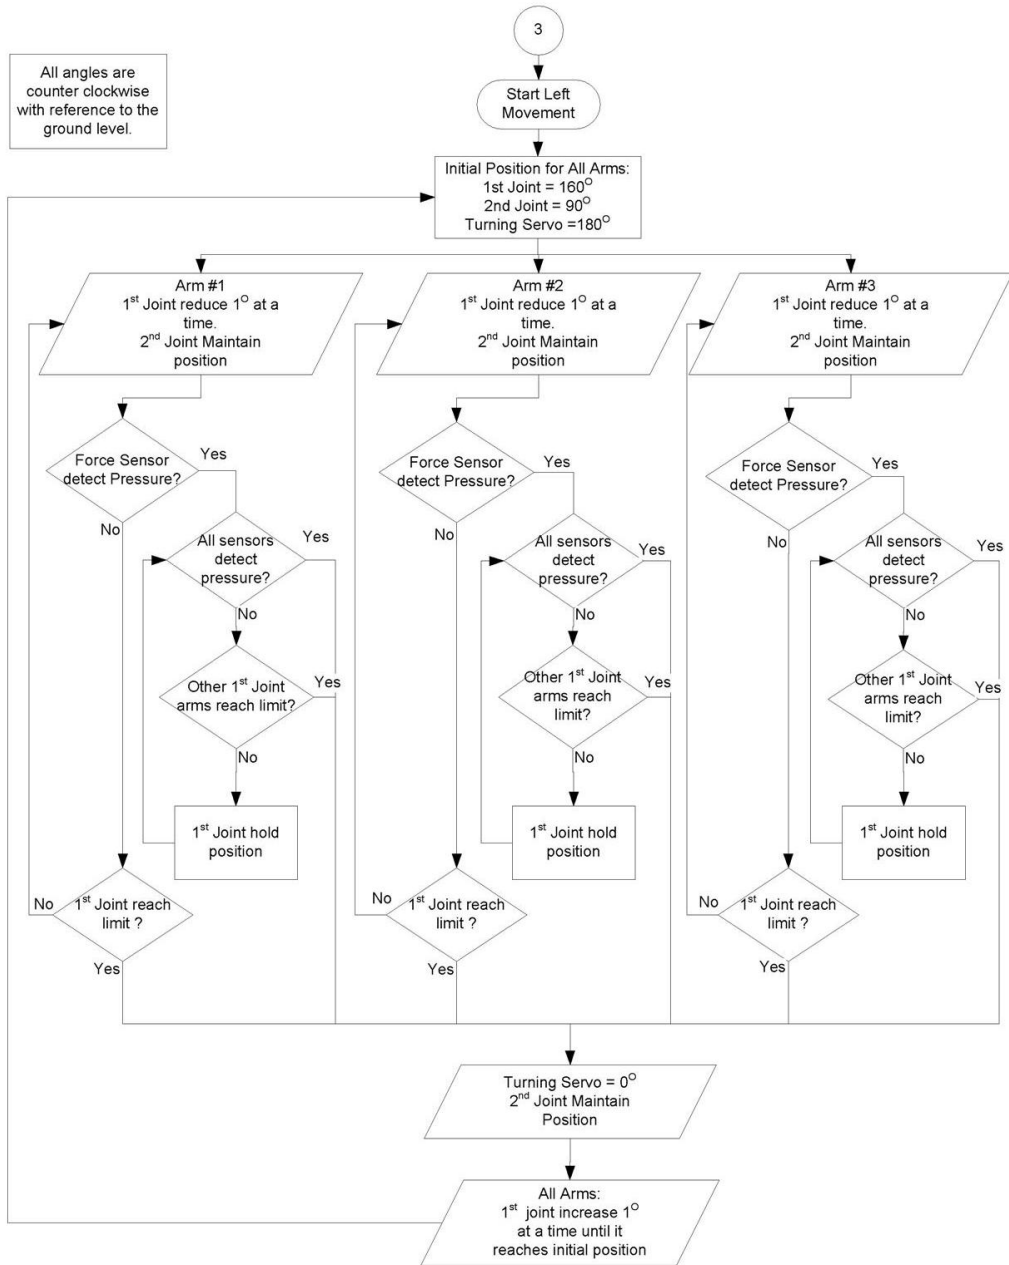 3
All angles are
counter clockwise
with reference to the
ground level.
Start Left
Movement
Initial Position for All Arms:
1st Joint = 160°
2nd Joint = 90°
Turning Servo =180°
Arm #1
1st Joint reduce 1° at a
time.
2nd Joint Maintain
position
Arm #2
1st Joint reduce 1° at a
time.
2nd Joint Maintain
position
Arm #3
1st Joint reduce 1° at a
time.
2nd Joint Maintain
position
Force Sensor
detect Pressure?
Yes
No
All sensors
detect
pressure?
Yes
No
Other 1st Joint
arms reach limit?
Yes
No
1st Joint hold
position
No
1st Joint reach
limit ?
Yes
Force Sensor
detect Pressure?
Yes
No
All sensors
detect
pressure?
Yes
No
Other 1st Joint
arms reach
limit?
Yes
No
1st Joint hold
position
No
1st Joint reach
limit ?
Yes
Force Sensor
detect Pressure?
Yes
No
All sensors
detect
pressure?
Yes
No
Other 1st Joint
arms reach
limit?
Yes
No
1st Joint hold
position
No
1st Joint reach
limit ?
Yes
Turning Servo = 0°
2nd Joint Maintain
Position
All Arms:
1st joint increase 1°
at a time until it
reaches initial position